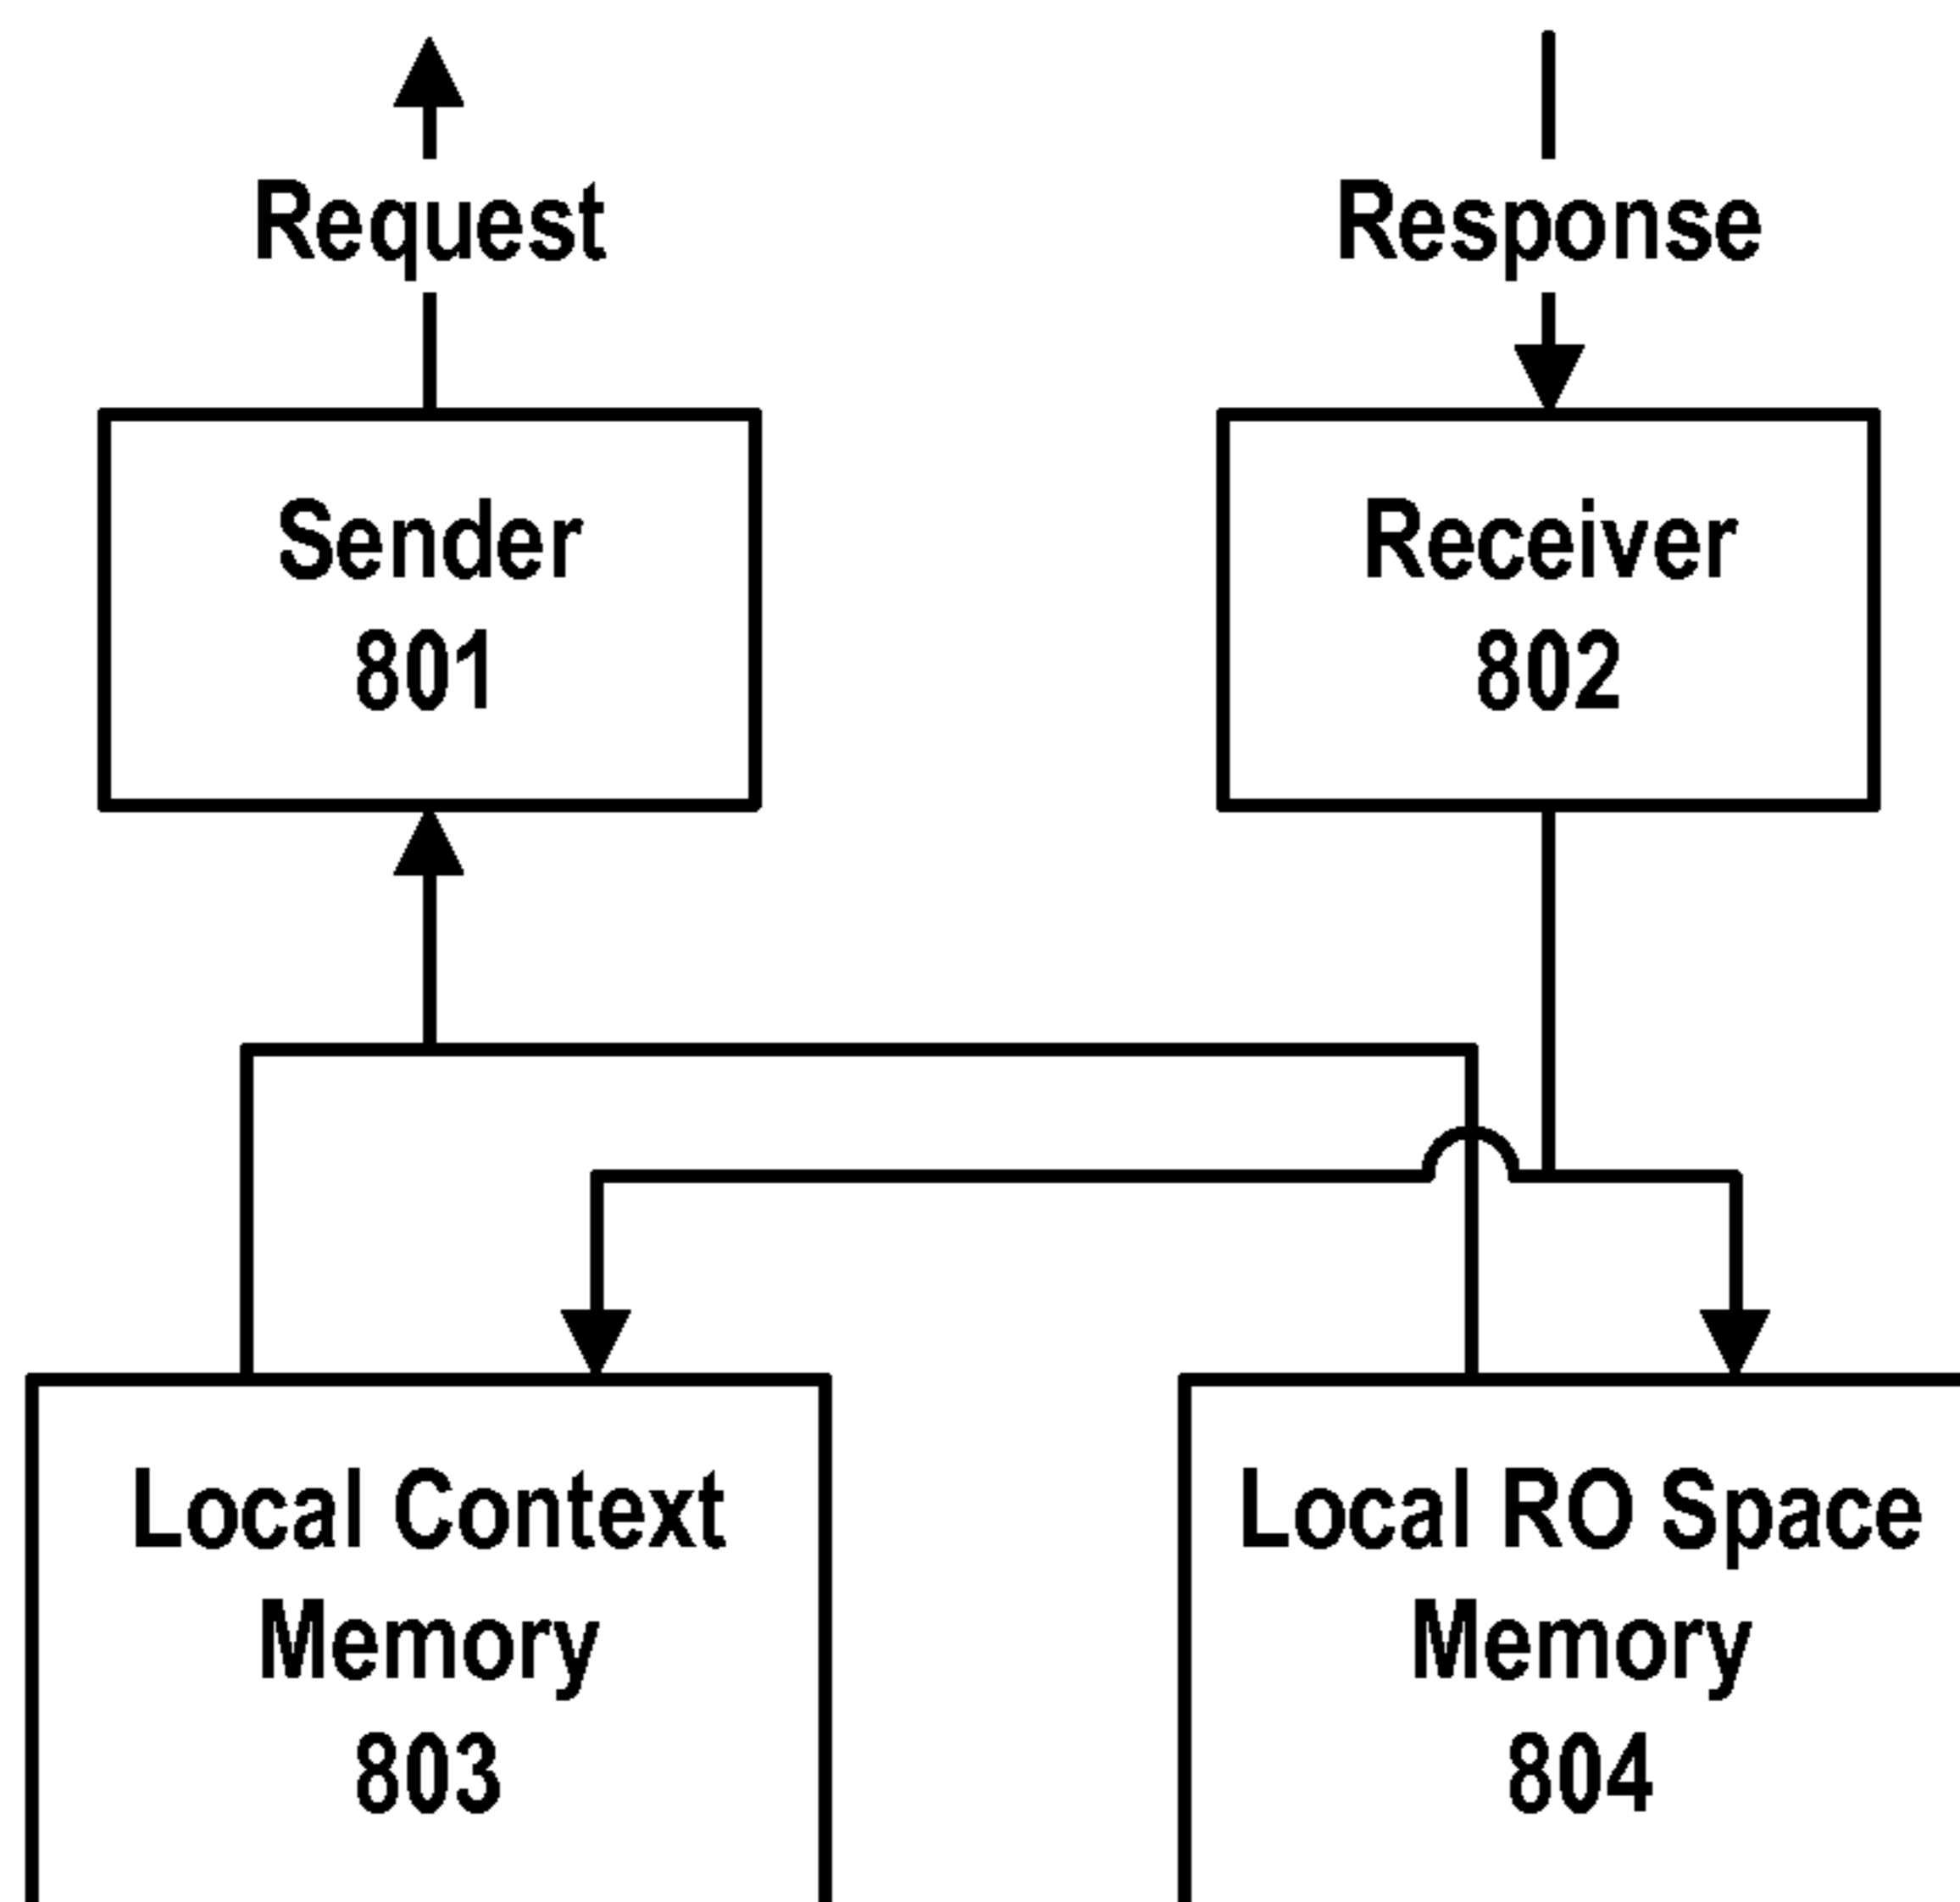 Request
Response
Sender
801
Receiver
802
Local Context
Memory
803
Local RO Space
Memory
804